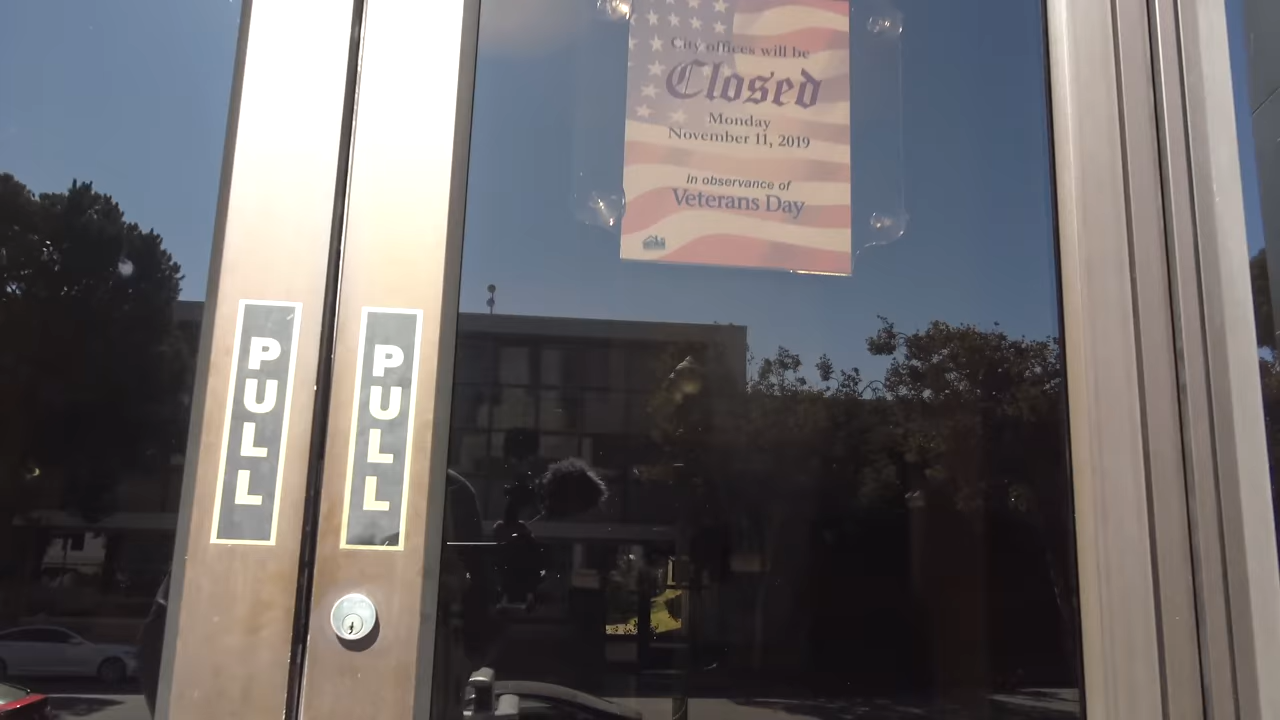 City offices will be
Closed
Monday
November 11, 2019
in observance of
Veterans Day
PULL
PULL